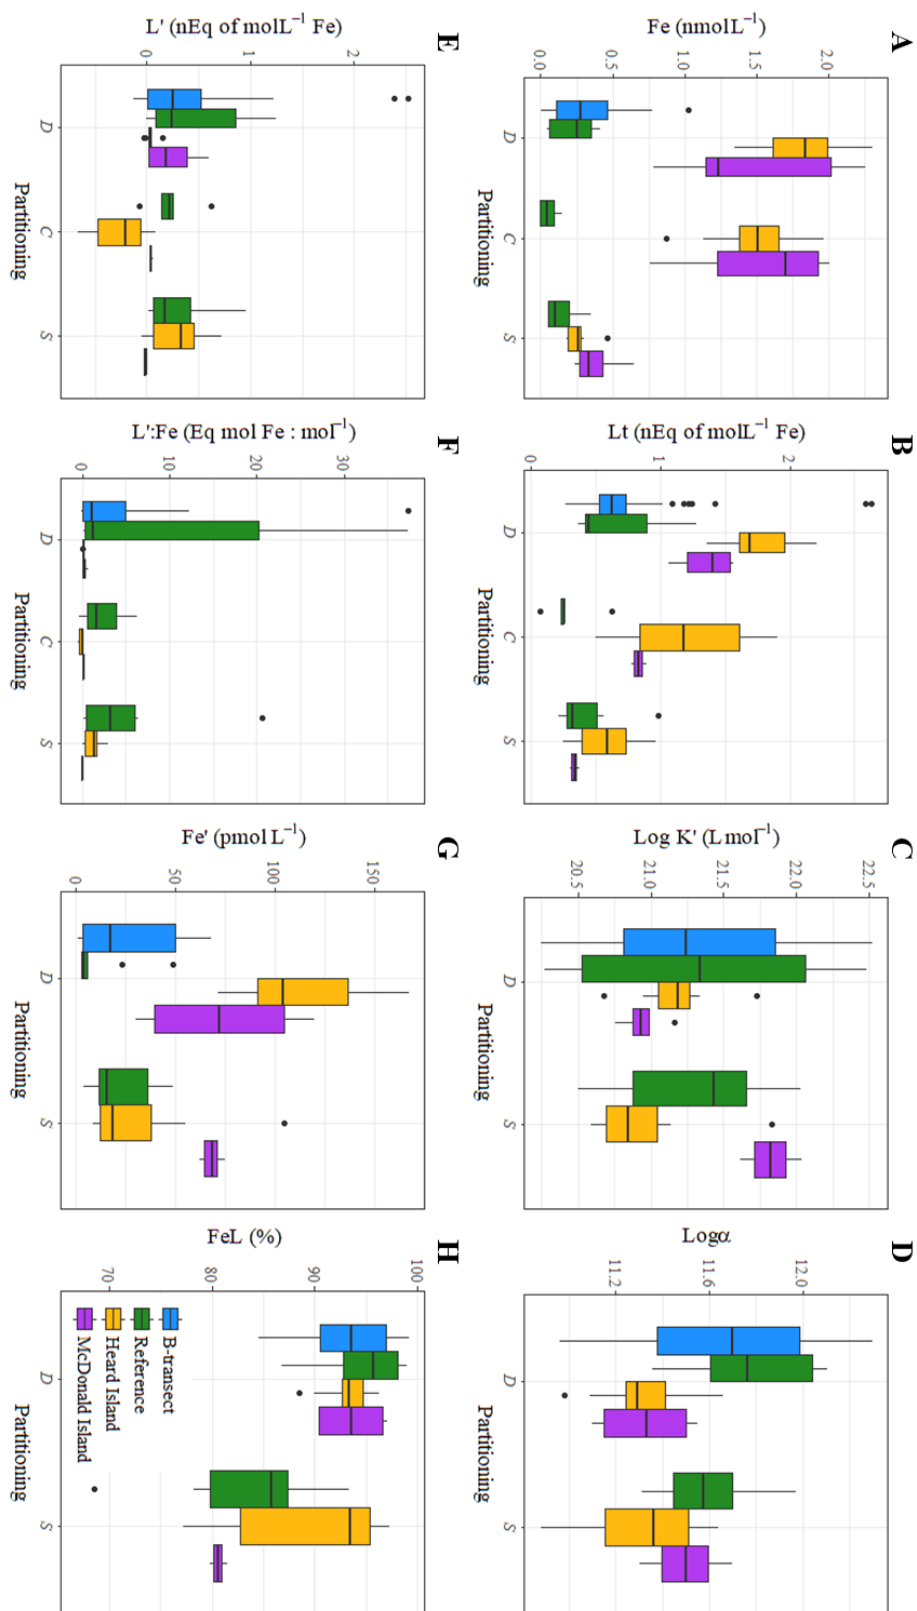 A
Fe (nmolL⁻¹)
0.0 0.5 1.0 1.5 2.0
D C S
Partitioning
B
Lt (nEq of molL⁻¹ Fe)
0 1 2
D C S
Partitioning
C
Log K' (L mol⁻¹)
20.5 21.0 21.5 22.0 22.5
D S
Partitioning
D
Logα
11.2 11.6 12.0
D S
Partitioning
E
L' (nEq of molL⁻¹ Fe)
0 1 2
D C S
Partitioning
F
L':Fe (Eq mol Fe : mol⁻¹)
0 10 20 30
D C S
Partitioning
G
Fe' (pmol L⁻¹)
0 50 100 150
D S
Partitioning
H
FeL (%)
70 80 90 100
D S
Partitioning
B-transect
Reference
Heard Island
McDonald Island